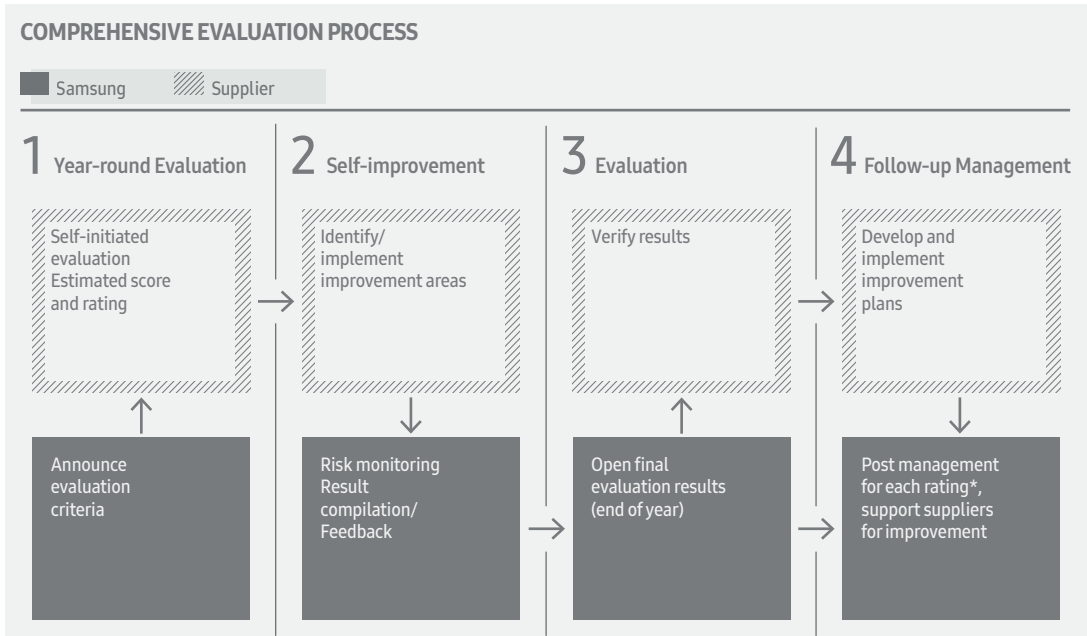 COMPREHENSIVE EVALUATION PROCESS
Samsung
Supplier
1 Year-round Evaluation
Self-initiated
evaluation
Estimated score
and rating
Announce
evaluation
criteria
2 Self-improvement
Identify/
implement
improvement areas
Risk monitoring
Result
compilation/
Feedback
3 Evaluation
Verify results
Open final
evaluation results
(end of year)
4 Follow-up Management
Develop and
implement
improvement
plans
Post management
for each rating*,
support suppliers
for improvement